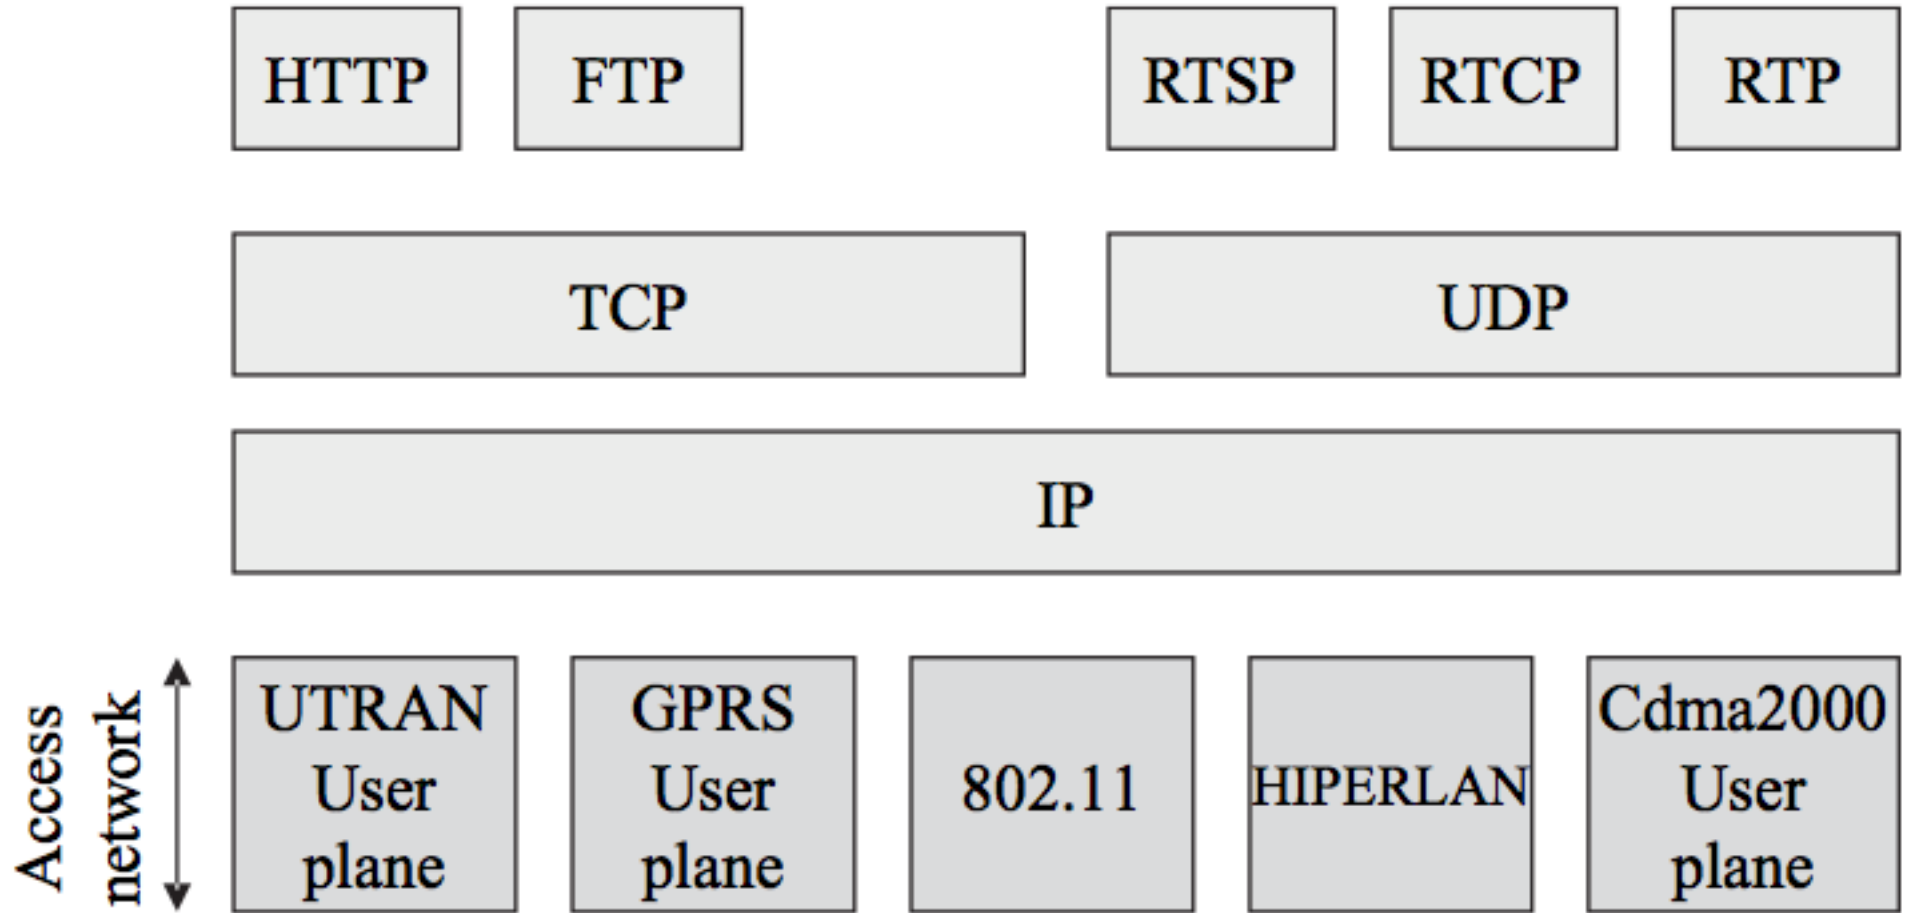 HTTP
FTP
RTSP
RTCP
RTP
TCP
UDP
IP
Access
network
UTRAN
User
plane
GPRS
User
plane
802.11
HIPERLAN
Cdma2000
User
plane